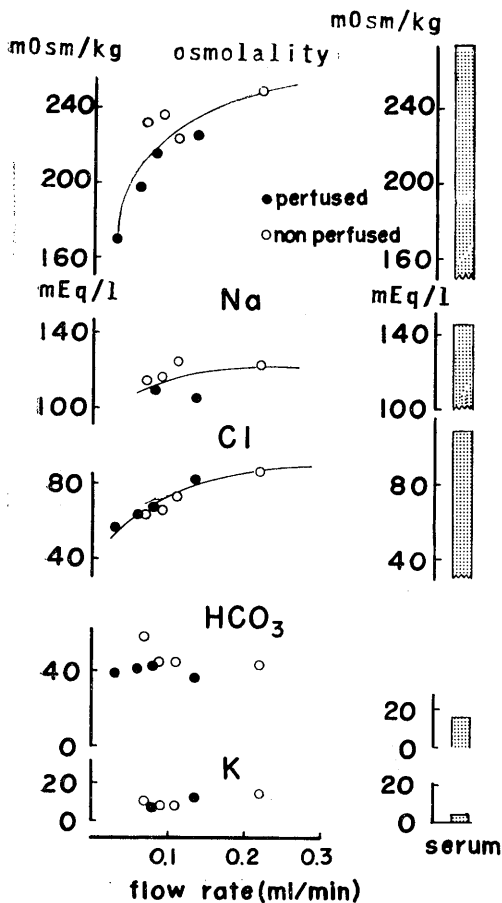 mOsm/kg
mOsm/kg osmolality
240
200
160
240
200
160
● perfused
○ non perfused
mEq/l
Na
140
100
mEq/l
140
100
Cl
80
40
80
40
HCO3
40
0
20
0
K
20
0
20
0
0.1 0.2 0.3
serum
flow rate(ml/min)